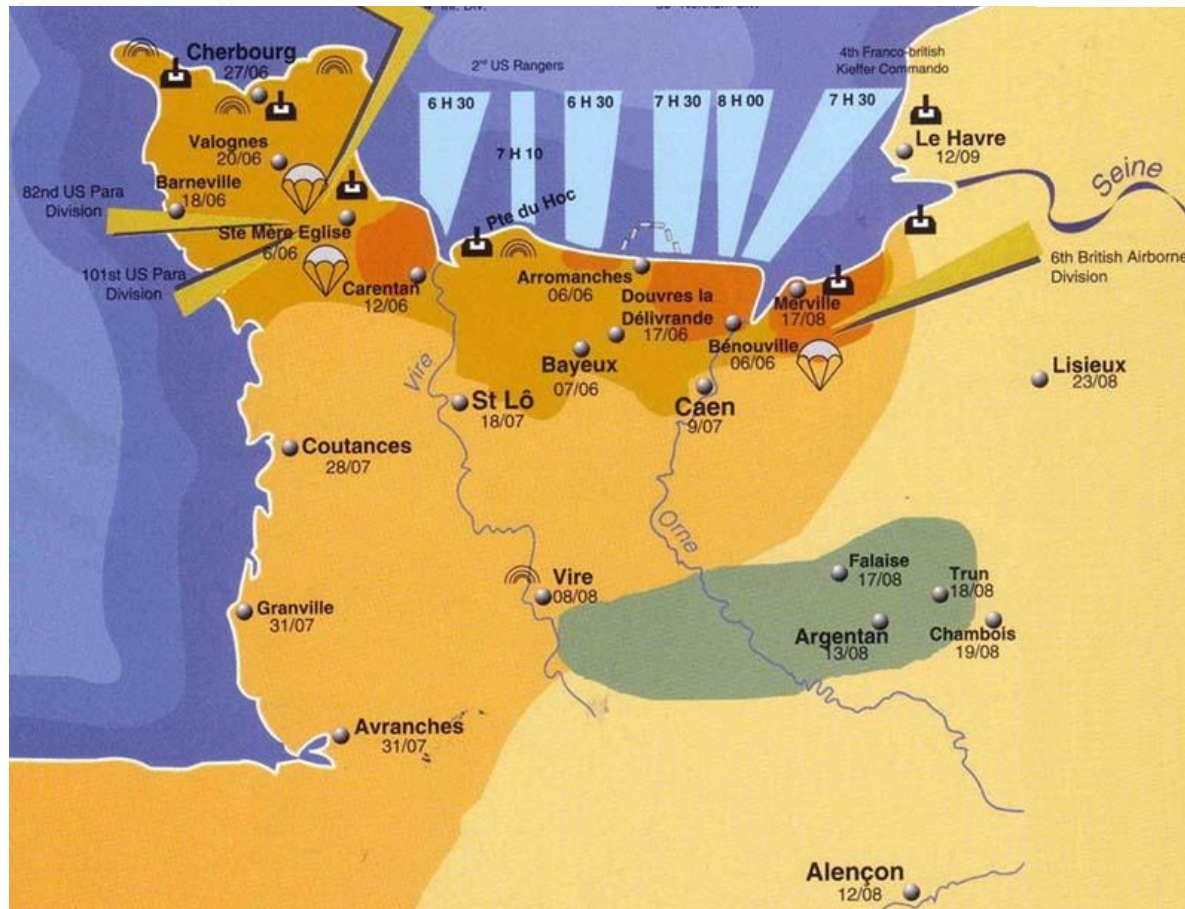 Inf. Div.
2nd US Rangers
4th Franco-british
Kieffer Commando
Cherbourg
27/06
6 H 30
7 H 10
6 H 30
7 H 30
8 H 00
7 H 30
Le Havre
12/09
Seine
Valognes
20/06
82nd US Para
Division
Barneville
18/06
Ste Mère Eglise
6/06
101st US Para
Division
Carentan
12/06
Pte du Hoc
Arromanches
06/06
Douvres la
Délivrande
17/06
Merville
17/08
6th British Airborne
Division
Bénouville
06/06
Bayeux
07/06
Lisieux
23/08
Vire
St Lô
18/07
Caen
9/07
Coutances
28/07
Orne
Falaise
17/08
Trun
18/08
Vire
08/08
Granville
31/07
Argentan
13/08
Chambois
19/08
Avranches
31/07
Alençon
12/08